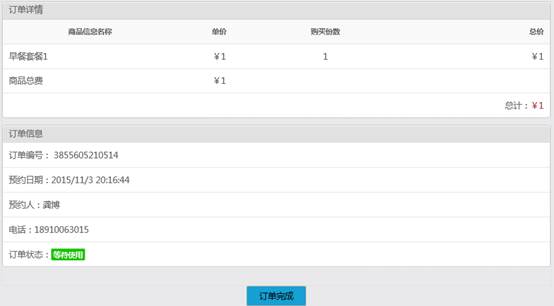 订单详情
商品信息名称 单价 购买份数 总价
早餐套餐1 ￥1 1 ￥1
商品总费 ￥1
总计：￥1
订单信息
订单编号： 3855605210514
预约日期：2015/11/3 20:16:44
预约人：龚博
电话：18910063015
订单状态：等待使用
订单完成